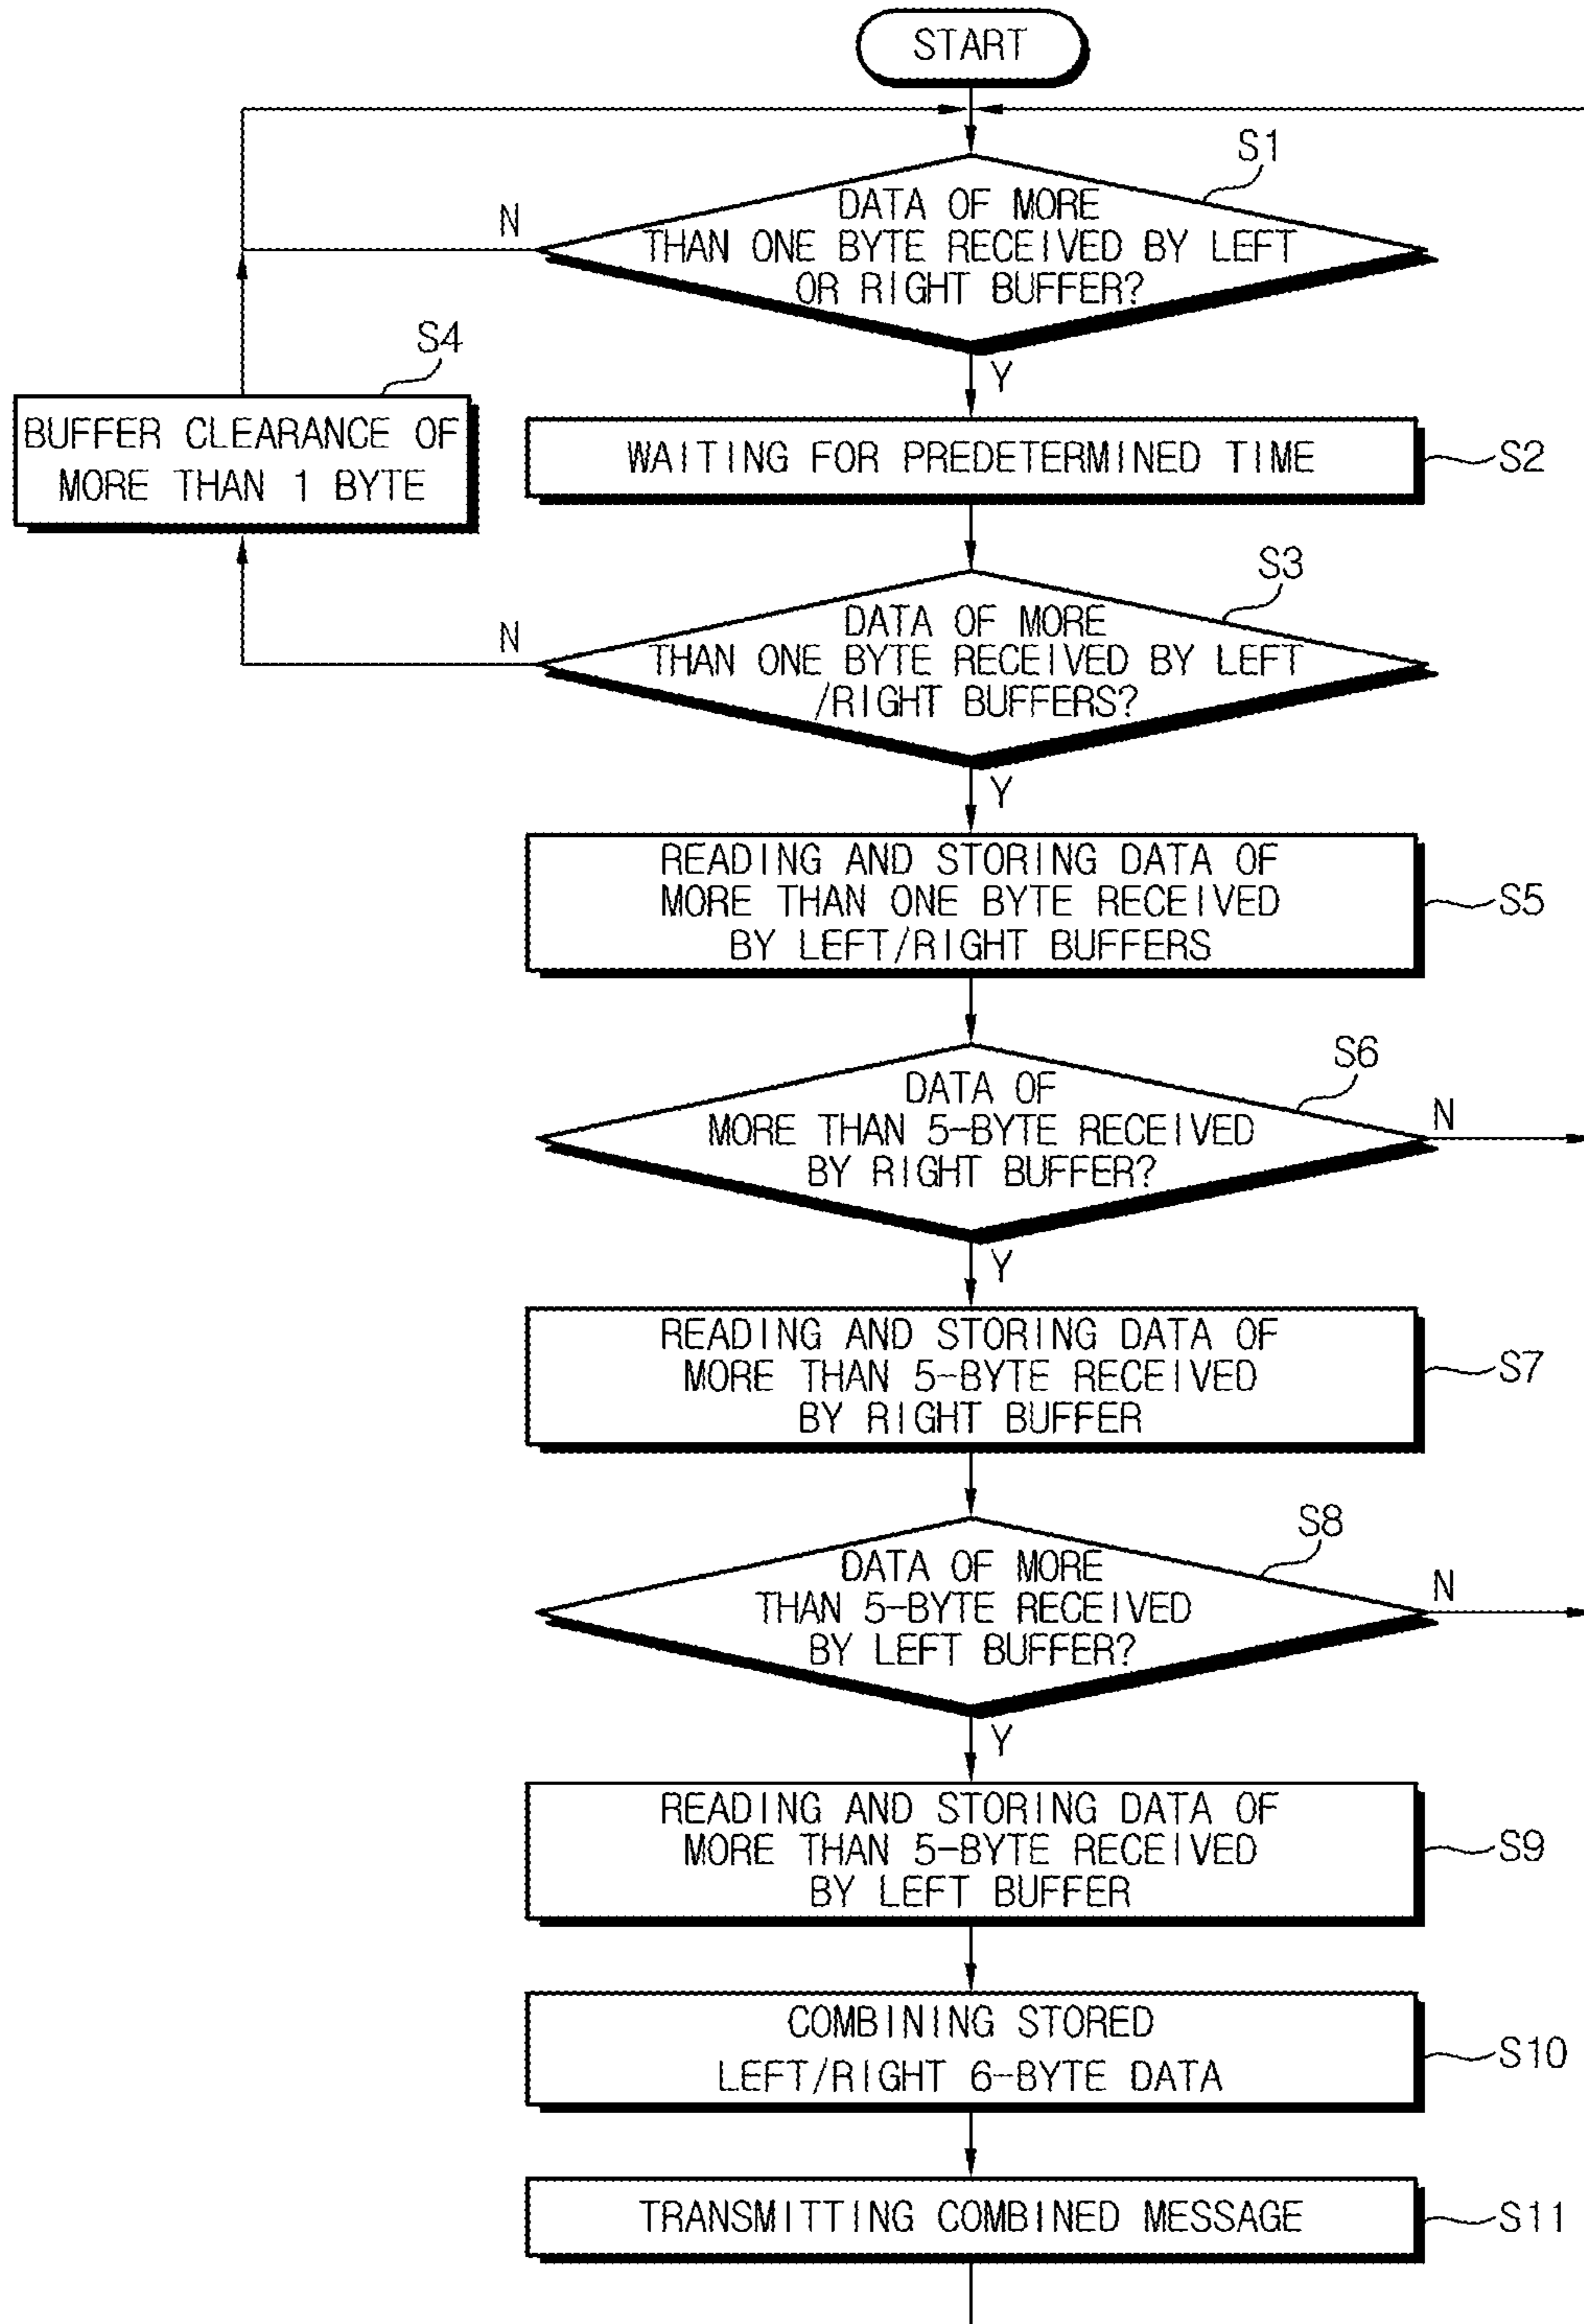 START
S1
DATA OF MORE
THAN ONE BYTE RECEIVED BY LEFT
OR RIGHT BUFFER?
N
Y
S4
BUFFER CLEARANCE OF
MORE THAN 1 BYTE
WAITING FOR PREDETERMINED TIME
S2
S3
DATA OF MORE
THAN ONE BYTE RECEIVED BY LEFT
/RIGHT BUFFERS?
N
Y
READING AND STORING DATA OF
MORE THAN ONE BYTE RECEIVED
BY LEFT/RIGHT BUFFERS
S5
S6
DATA OF
MORE THAN 5-BYTE RECEIVED
BY RIGHT BUFFER?
N
Y
READING AND STORING DATA OF
MORE THAN 5-BYTE RECEIVED
BY RIGHT BUFFER
S7
S8
DATA OF MORE
THAN 5-BYTE RECEIVED
BY LEFT BUFFER?
N
Y
READING AND STORING DATA OF
MORE THAN 5-BYTE RECEIVED
BY LEFT BUFFER
S9
COMBINING STORED
LEFT/RIGHT 6-BYTE DATA
S10
TRANSMITTING COMBINED MESSAGE
S11